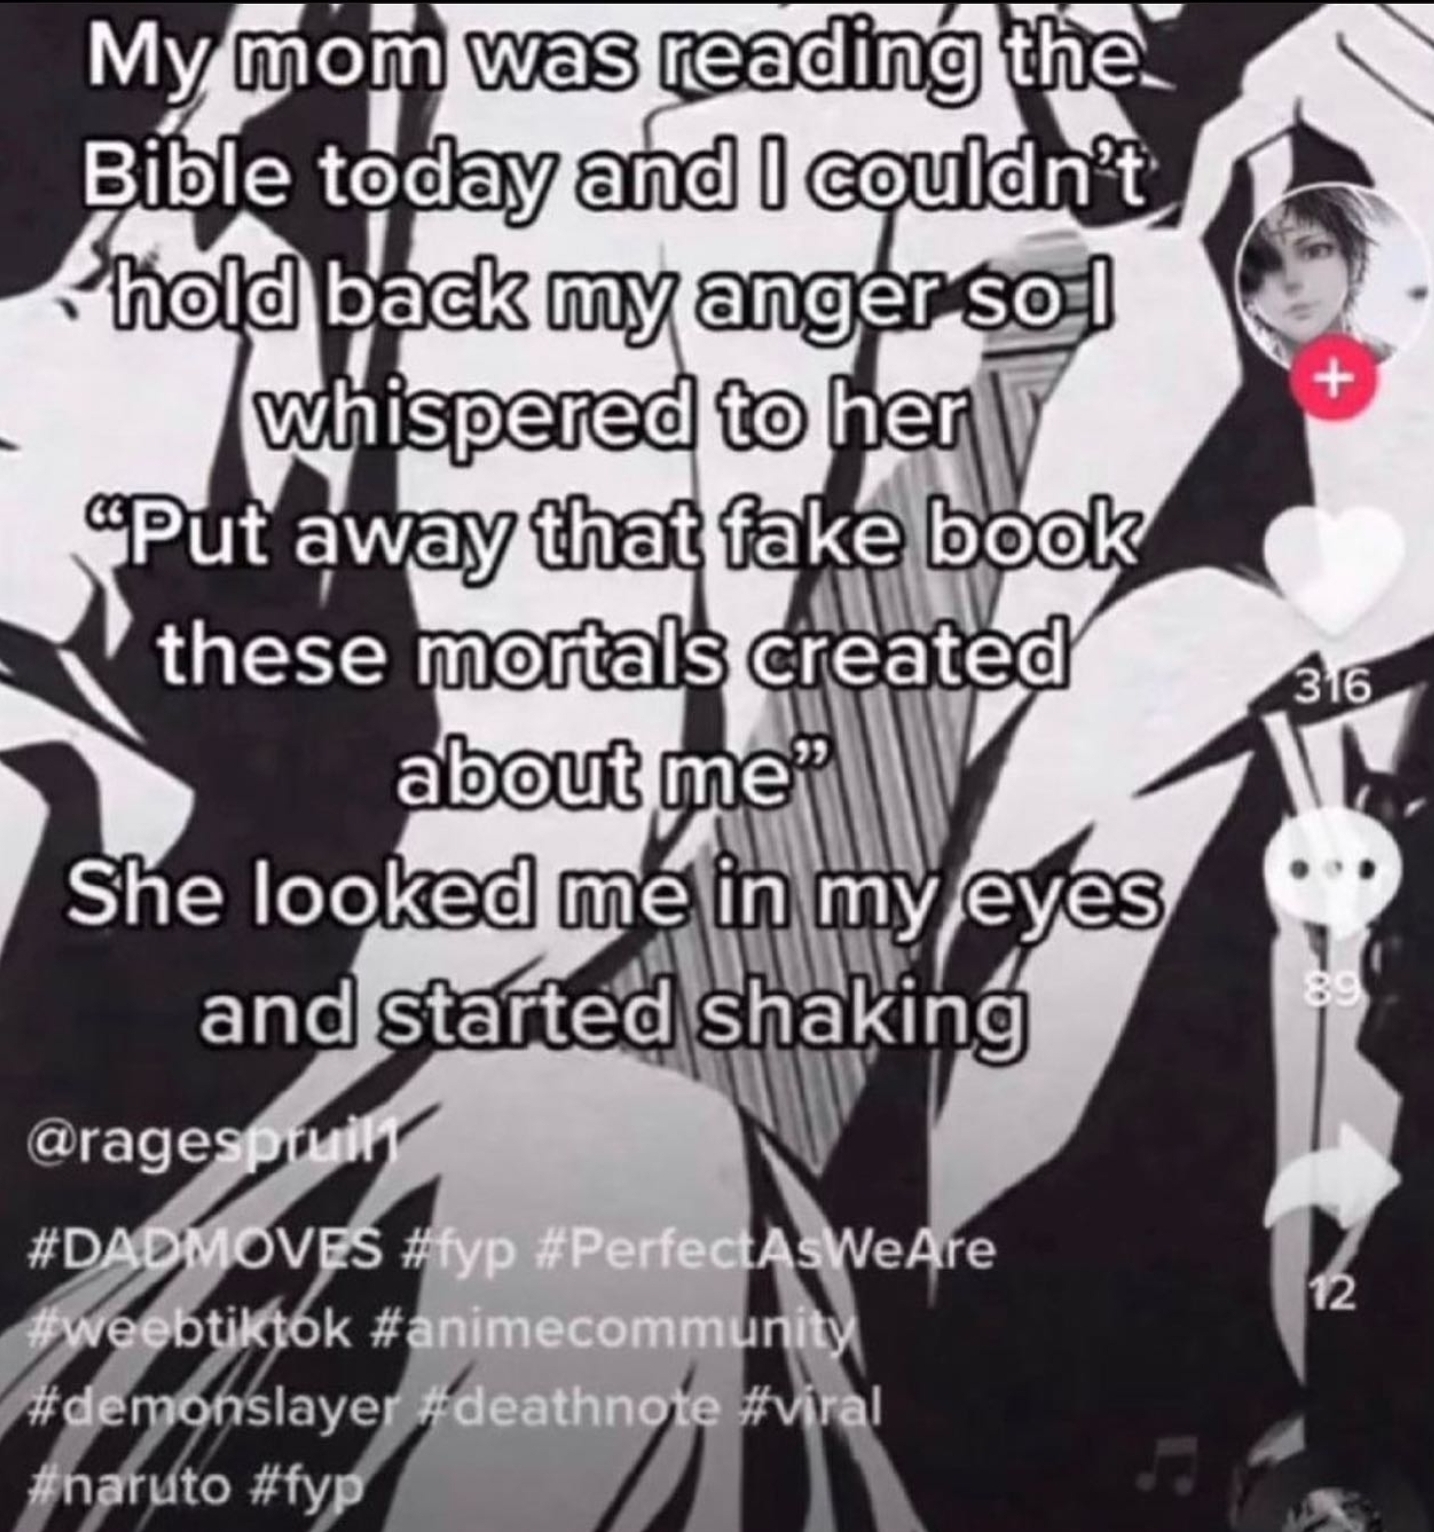 My mom was reading the
Bible today and I couldn't
hold back my anger so I
whispered to her
“Put away that fake book
these mortals created
about me”
She looked me in my eyes
and started shaking
316
89
12
@ragespruil1
#DADMOVES #fyp #PerfectAsWeAre
#weebtiktok #animecommunity
#demonslayer #deathnote #viral
#naruto #fyp